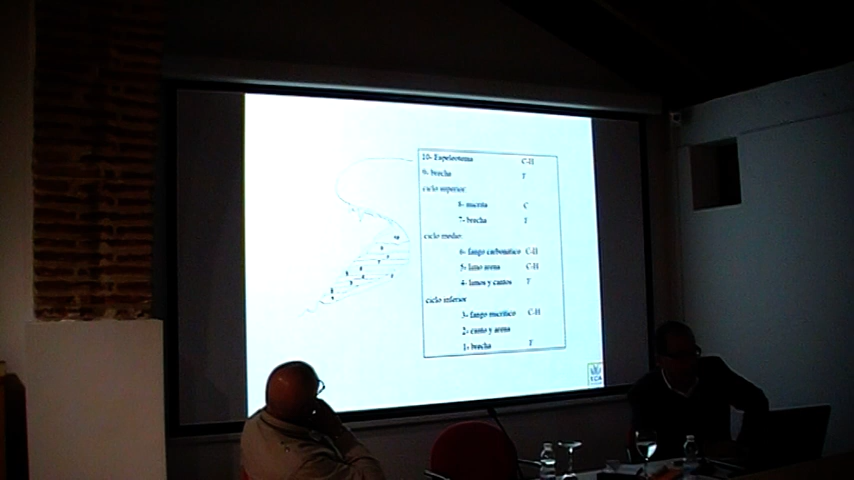 10- Espeleotema C-H
9- brecha T
ciclo superior:
8- micrita C
7- brecha T
ciclo medio:
6- fango carbonático C-H
5- limo arena C-H
4- limos y cantos T
ciclo inferior:
3- fango micrítico C-H
2- canto y arena
1- brecha T